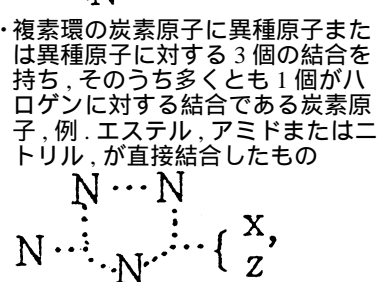 ・複素環の炭素原子に異種原子また
は異種原子に対する3個の結合を
持ち,そのうち多くとも1個がハ
ロゲンに対する結合である炭素原
子,例.エステル,アミドまたはニ
トリル,が直接結合したもの
N…N
N…
N
{ X,
Z